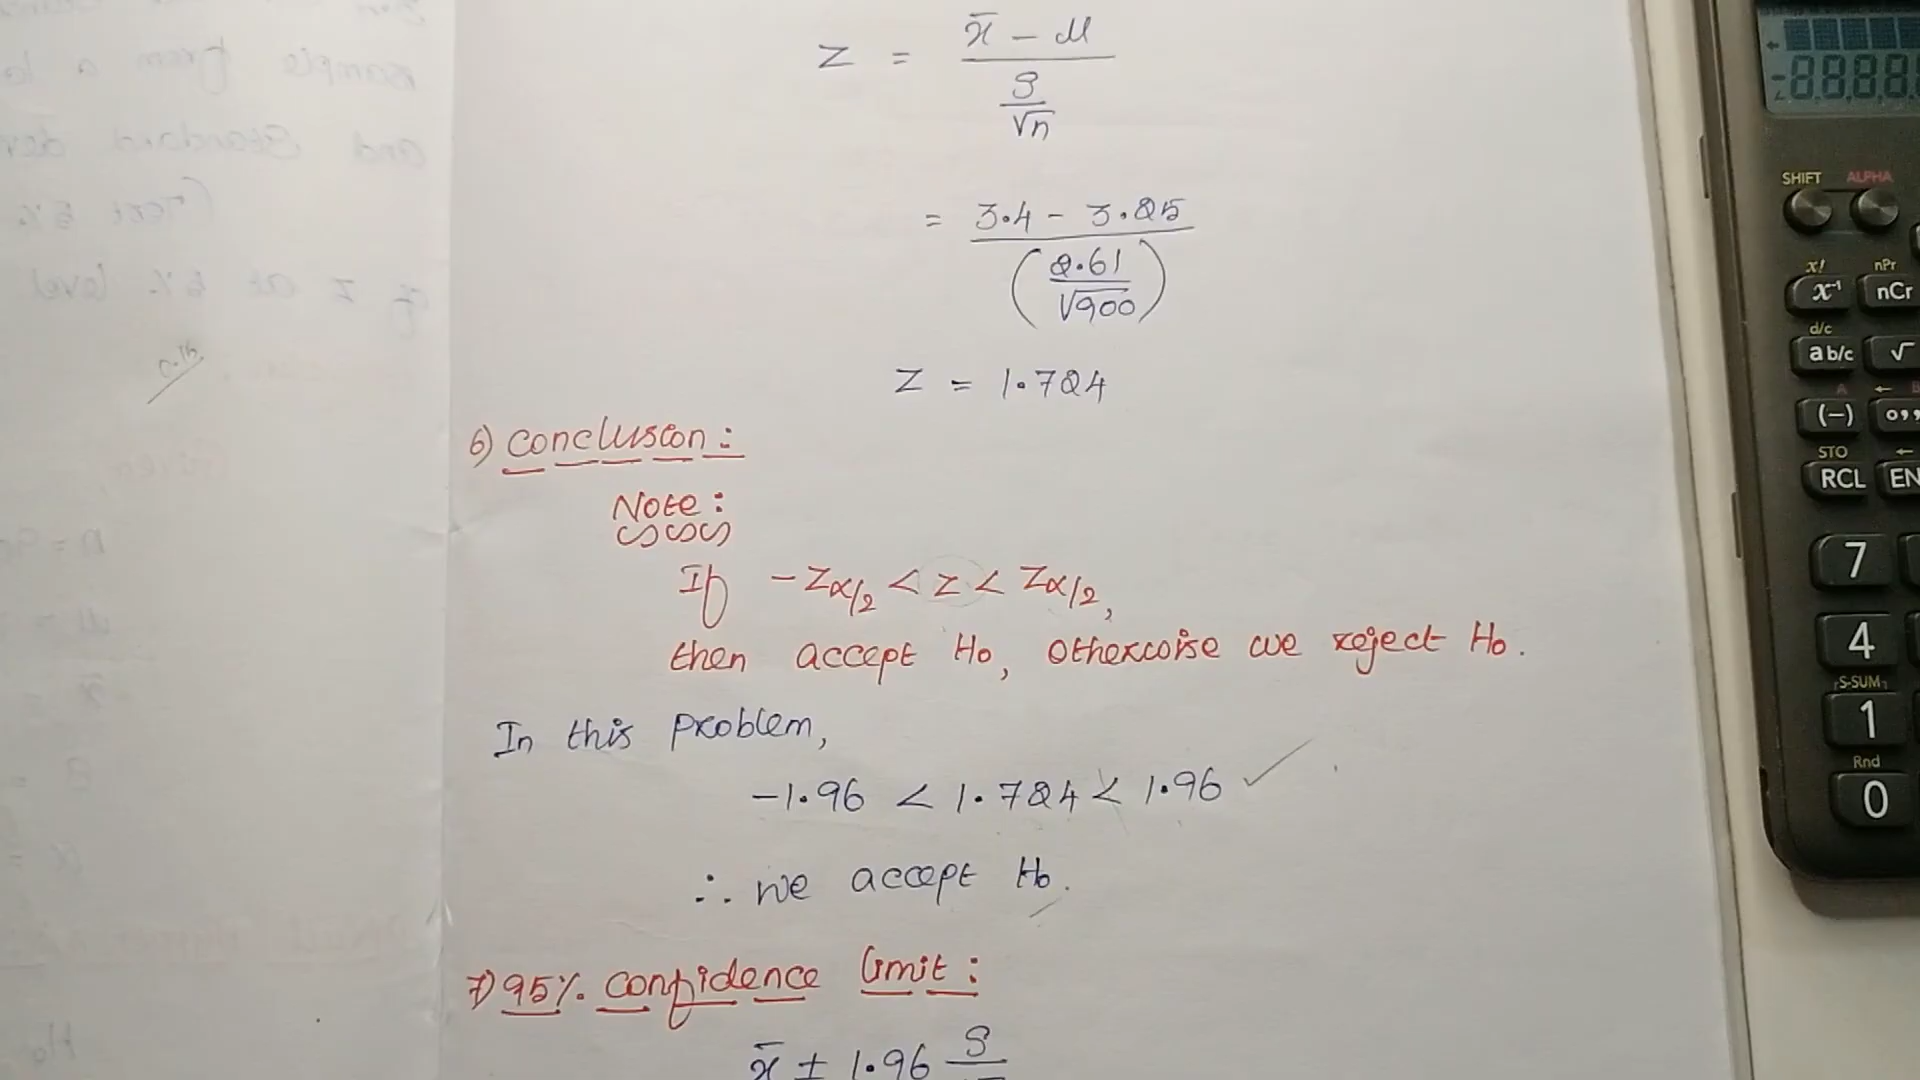 Z = x̄ - μ / (S / √n)
= 3.4 - 3.25 / (2.61 / √900)
Z = 1.724
6) Conclusion:
Note:
If -Zα/2 < Z < Zα/2,
then accept H0, otherwise we reject H0.
In this problem,
-1.96 < 1.724 < 1.96 ✓
∴ we accept H0.
7) 95% confidence limit:
x̄ ± 1.96 S
SHIFT ALPHA
x! nPr
x⁻¹ nCr
d/c
a b/c √
A
(-) o,,
STO
RCL EN
7
4
S-SUM
1
Rnd
0